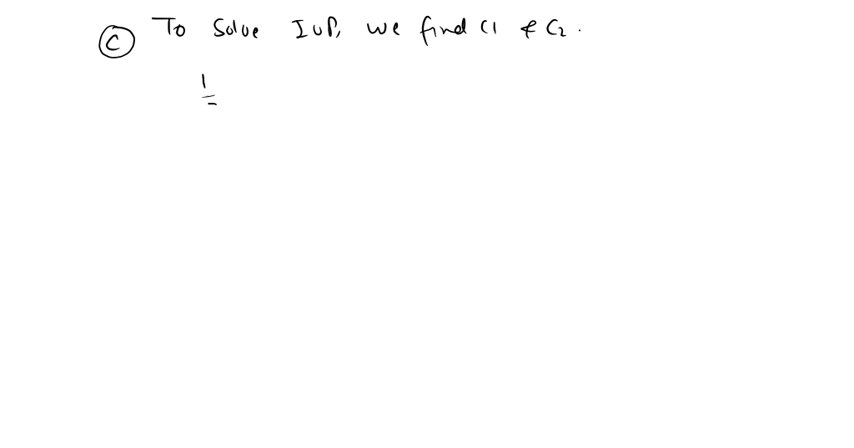 (C) To Solve IVP, we find C1 & C2.
1 =